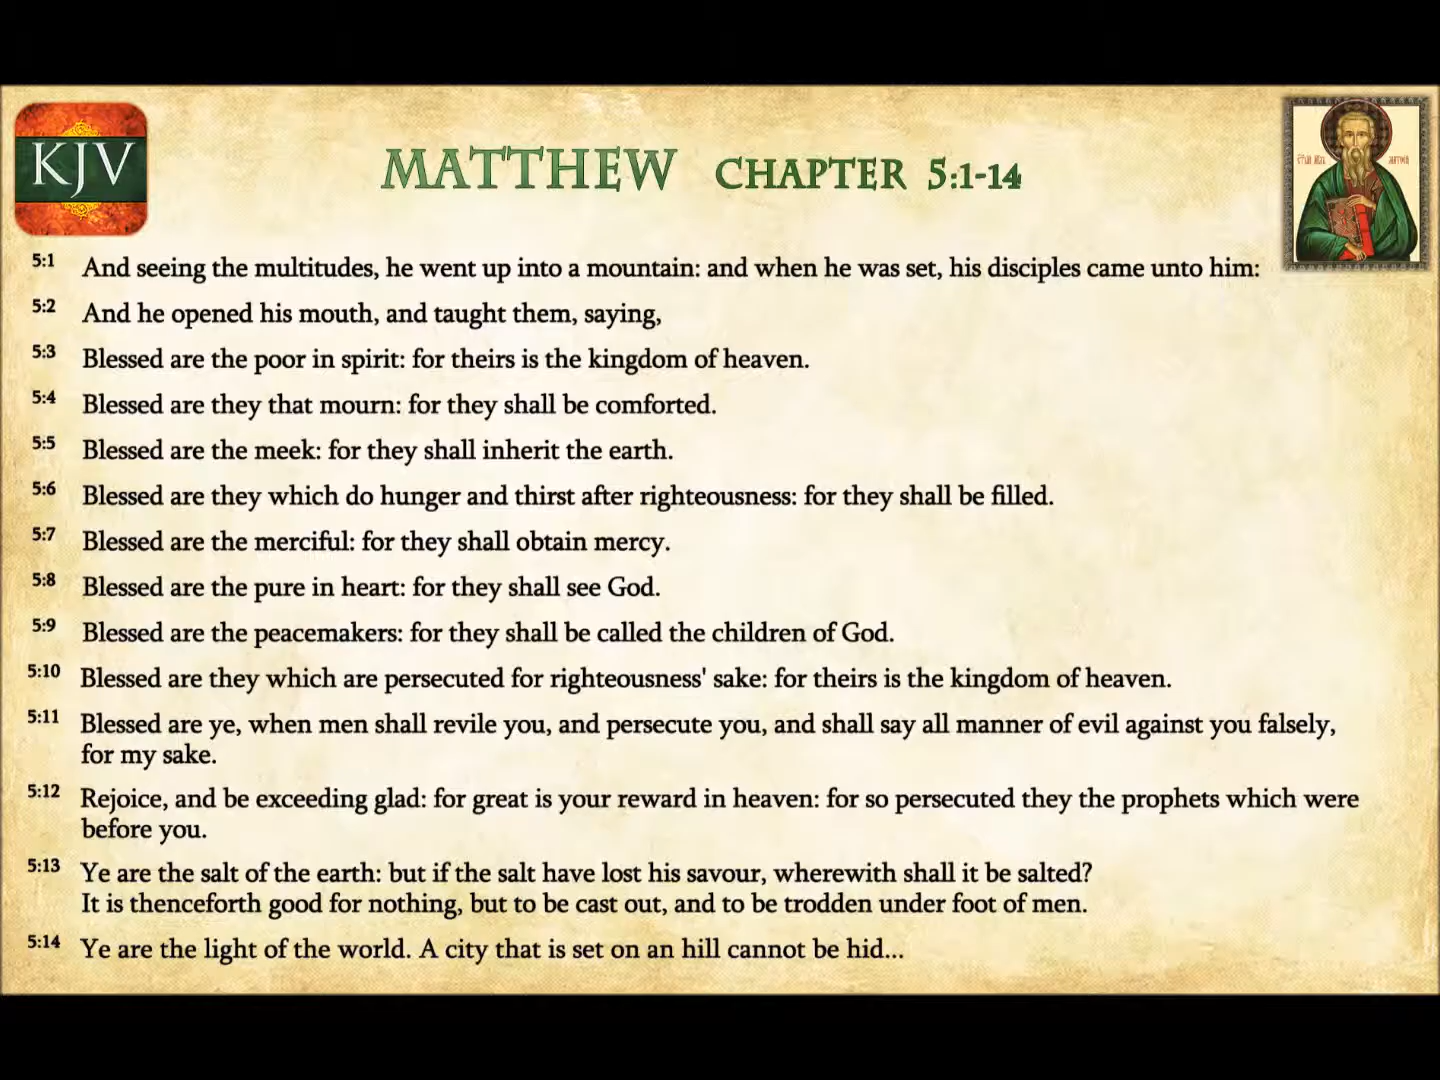 KJV
MATTHEW CHAPTER 5:1-14
5:1 And seeing the multitudes, he went up into a mountain: and when he was set, his disciples came unto him:
5:2 And he opened his mouth, and taught them, saying,
5:3 Blessed are the poor in spirit: for theirs is the kingdom of heaven.
5:4 Blessed are they that mourn: for they shall be comforted.
5:5 Blessed are the meek: for they shall inherit the earth.
5:6 Blessed are they which do hunger and thirst after righteousness: for they shall be filled.
5:7 Blessed are the merciful: for they shall obtain mercy.
5:8 Blessed are the pure in heart: for they shall see God.
5:9 Blessed are the peacemakers: for they shall be called the children of God.
5:10 Blessed are they which are persecuted for righteousness' sake: for theirs is the kingdom of heaven.
5:11 Blessed are ye, when men shall revile you, and persecute you, and shall say all manner of evil against you falsely,
for my sake.
5:12 Rejoice, and be exceeding glad: for great is your reward in heaven: for so persecuted they the prophets which were
before you.
5:13 Ye are the salt of the earth: but if the salt have lost his savour, wherewith shall it be salted?
It is thenceforth good for nothing, but to be cast out, and to be trodden under foot of men.
5:14 Ye are the light of the world. A city that is set on an hill cannot be hid...